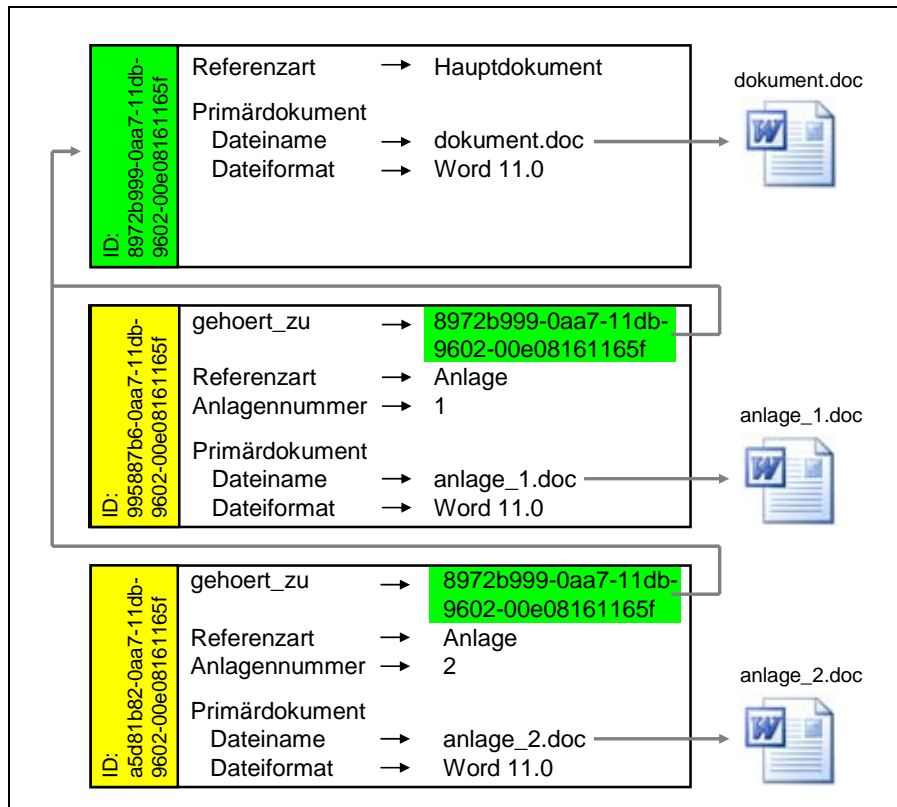 ID:
8972b999-0aa7-11db-
9602-00e08161165f
Referenzart → Hauptdokument
Primärdokument
Dateiname → dokument.doc
Dateiformat → Word 11.0
dokument.doc
W
ID:
995887b6-0aa7-11db-
9602-00e08161165f
gehoert_zu → 8972b999-0aa7-11db-
9602-00e08161165f
Referenzart → Anlage
Anlagennummer → 1
Primärdokument
Dateiname → anlage_1.doc
Dateiformat → Word 11.0
anlage_1.doc
W
ID:
a5d81b82-0aa7-11db-
9602-00e08161165f
gehoert_zu → 8972b999-0aa7-11db-
9602-00e08161165f
Referenzart → Anlage
Anlagennummer → 2
Primärdokument
Dateiname → anlage_2.doc
Dateiformat → Word 11.0
anlage_2.doc
W